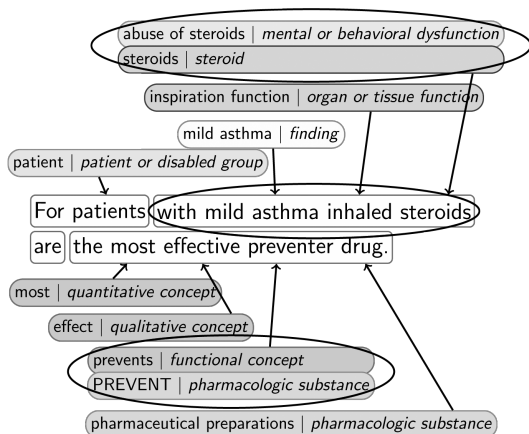 abuse of steroids | mental or behavioral dysfunction
steroids | steroid
inspiration function | organ or tissue function
mild asthma | finding
patient | patient or disabled group
For patients with mild asthma inhaled steroids
are the most effective preventer drug.
most | quantitative concept
effect | qualitative concept
prevents | functional concept
PREVENT | pharmacologic substance
pharmaceutical preparations | pharmacologic substance